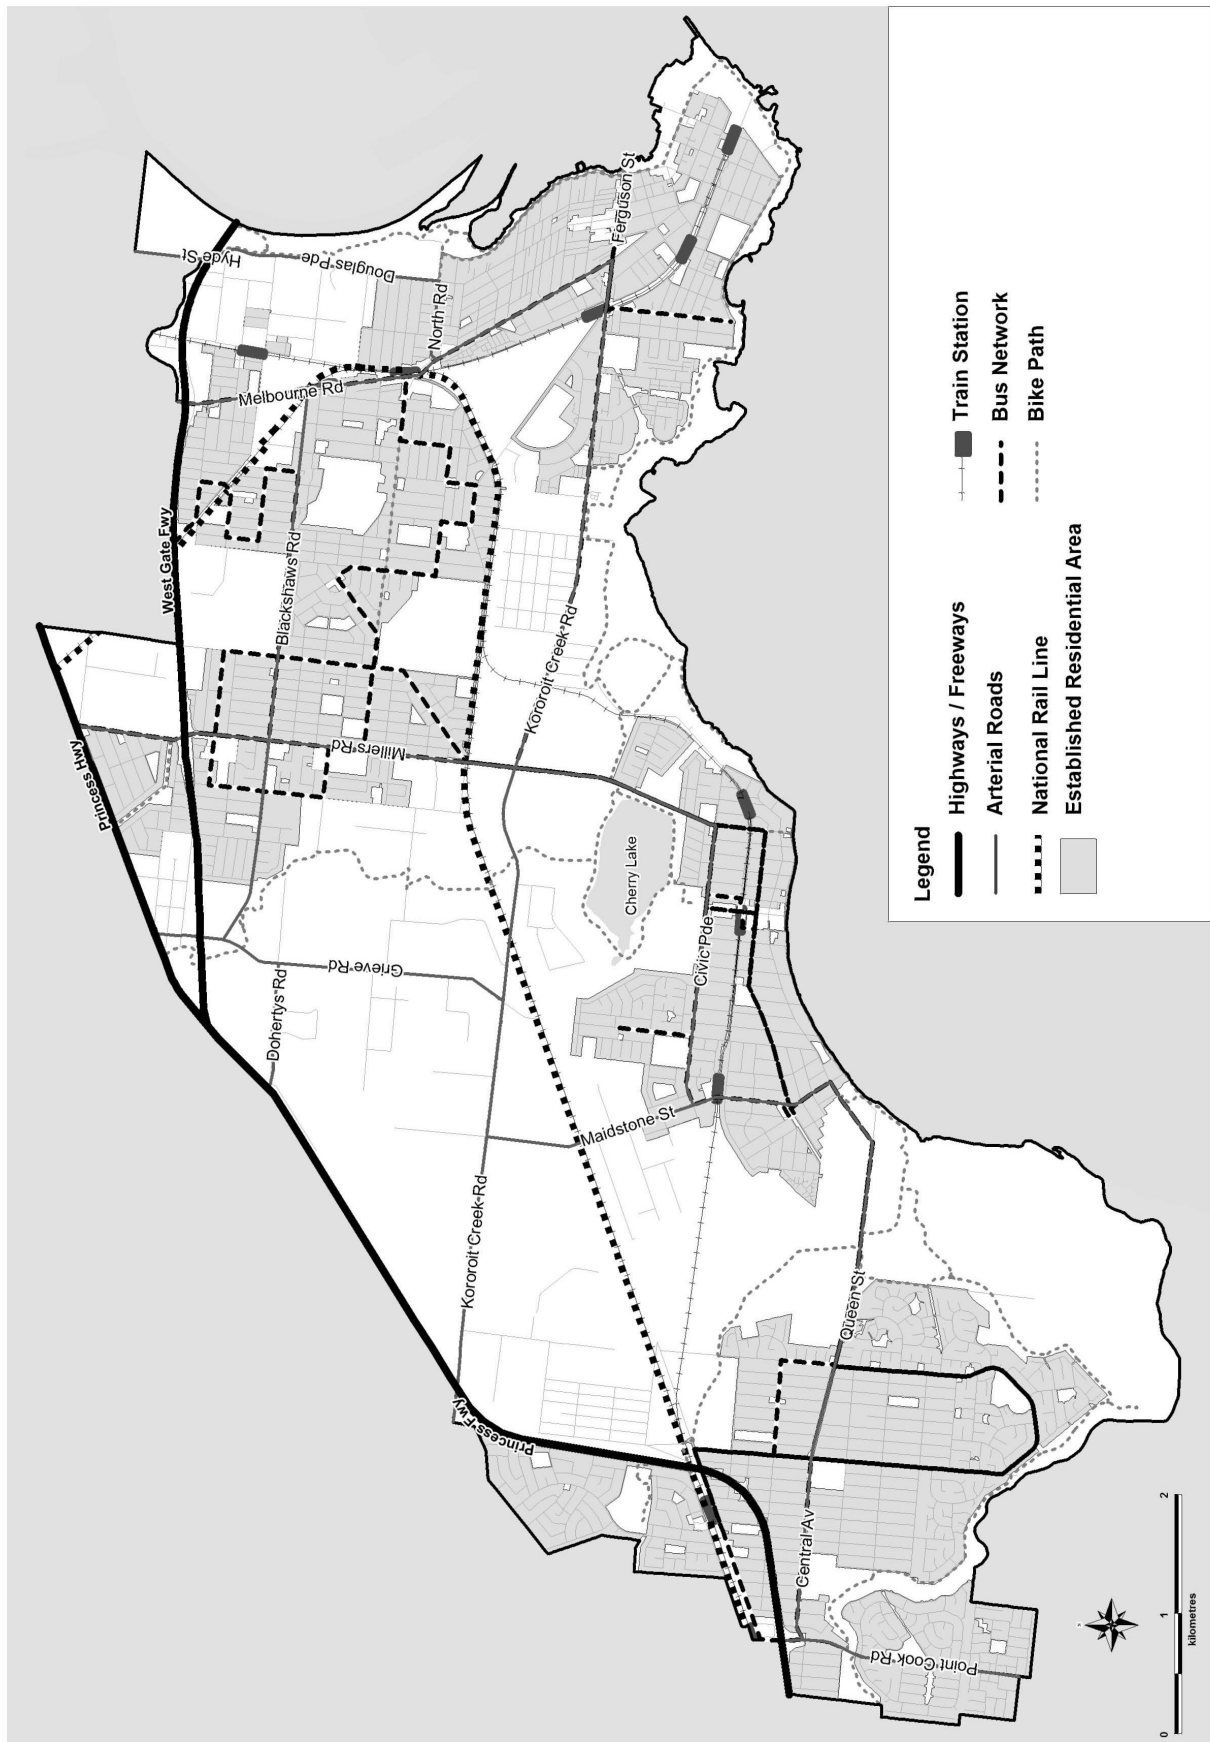 Princess Hwy
West Gate Fwy
Hyde St
Douglas Pde
Melbourne Rd
North Rd
Ferguson St
Blackshaws Rd
Millers Rd
Kororoit Creek Rd
Cherry Lake
Dohertys Rd
Grieve Rd
Civic Pde
Maidstone St
Kororoit Creek Rd
Princess Fwy
Queen St
Central Av
Point Cook Rd
Legend
Highways / Freeways
Arterial Roads
National Rail Line
Established Residential Area
Train Station
Bus Network
Bike Path
0 1 2
kilometres